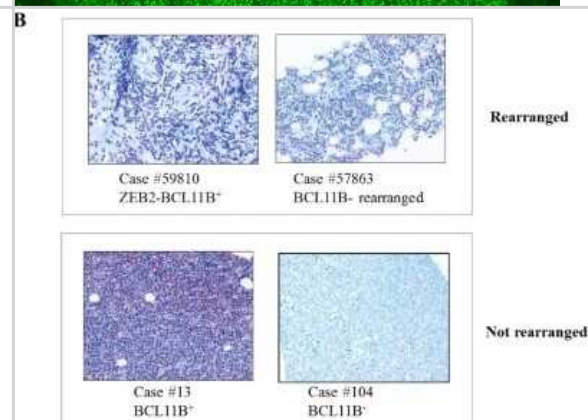 B
Rearranged
Case #59810
ZEB2-BCL11B⁺
Case #57863
BCL11B- rearranged
Not rearranged
Case #13
BCL11B⁺
Case #104
BCL11B⁻